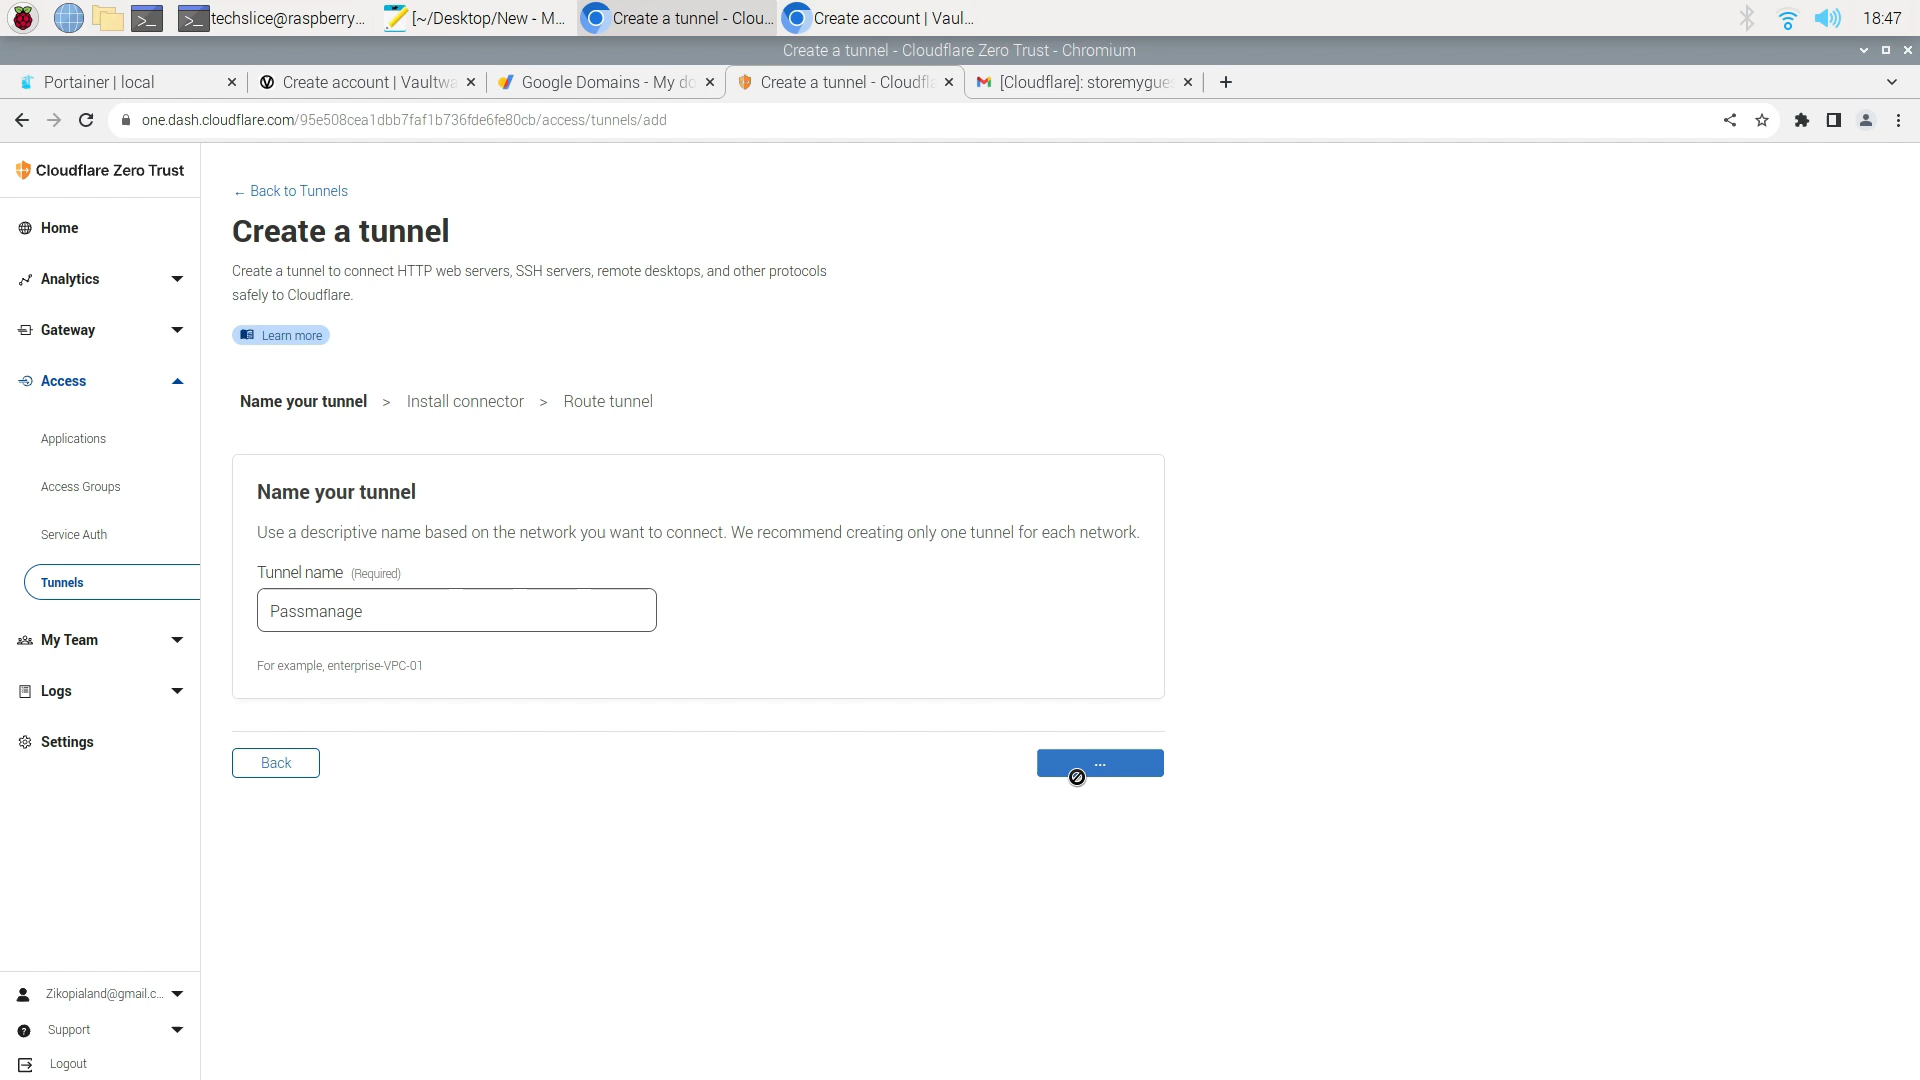 techslice@raspberry...
[~/Desktop/New - M...
Create a tunnel - Clou...
Create account | Vaul...
18:47
Create a tunnel - Cloudflare Zero Trust - Chromium
Portainer | local
Create account | Vaultwa
Google Domains - My do
Create a tunnel - Cloudfla
[Cloudflare]: storemygues
one.dash.cloudflare.com/95e508cea1dbb7faf1b736fde6fe80cb/access/tunnels/add
Cloudflare Zero Trust
Home
Analytics
Gateway
Access
Applications
Access Groups
Service Auth
Tunnels
My Team
Logs
Settings
Zikopialand@gmail.c...
Support
Logout
← Back to Tunnels
Create a tunnel
Create a tunnel to connect HTTP web servers, SSH servers, remote desktops, and other protocols
safely to Cloudflare.
Learn more
Name your tunnel > Install connector > Route tunnel
Name your tunnel
Use a descriptive name based on the network you want to connect. We recommend creating only one tunnel for each network.
Tunnel name (Required)
Passmanage
For example, enterprise-VPC-01
Back
...